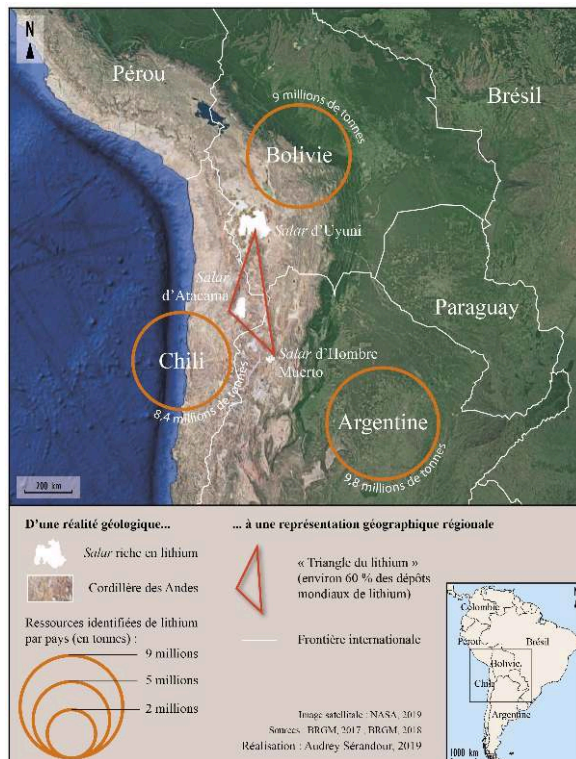 N
Pérou
Brésil
9 millions de tonnes
Bolivie
Salar d'Uyuni
Salar
d'Atacama
Paraguay
Chili
8,4 millions de tonnes
Salar d'Hombre
Muerto
Argentine
9,8 millions de tonnes
200 km
D'une réalité géologique...
Salar riche en lithium
Cordillère des Andes
Ressources identifiées de lithium
par pays (en tonnes) :
9 millions
5 millions
2 millions
... à une représentation géographique régionale
« Triangle du lithium »
(environ 60 % des dépôts
mondiaux de lithium)
Frontière internationale
Image satellitale : NASA, 2019
Sources : BRGM, 2017 ; BRGM, 2018
Réalisation : Audrey Sérandour, 2019
N
Colombie
Pérou
Brésil
Bolivie
Chili
Argentine
1000 km